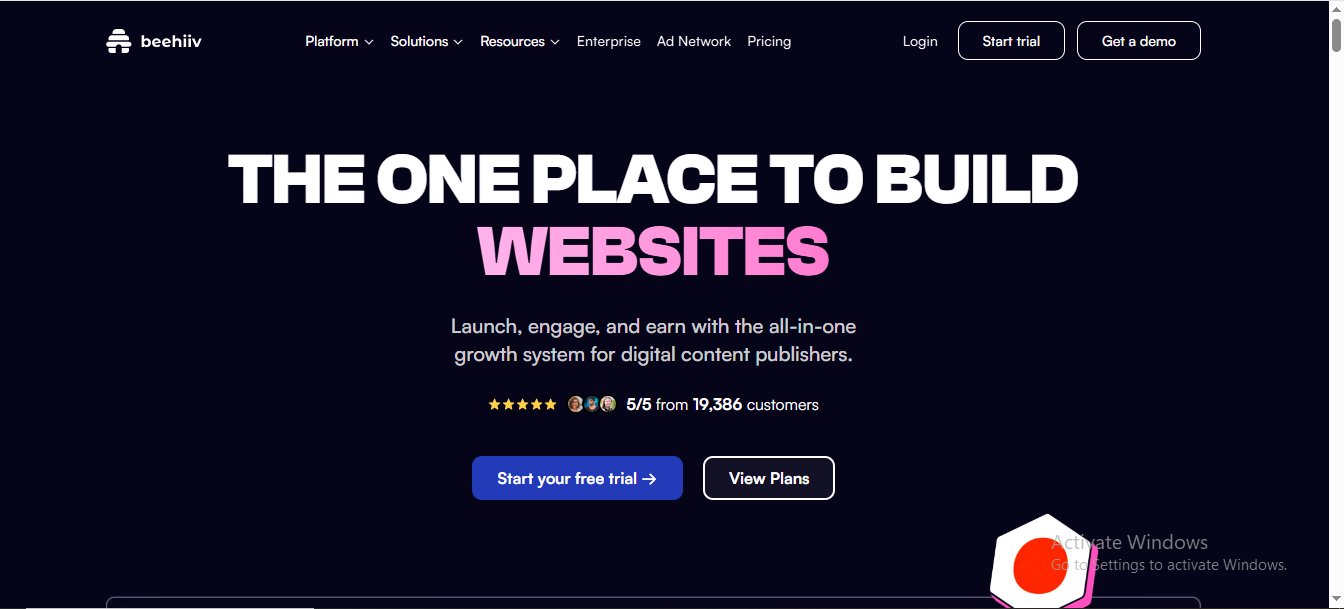 beehiiv
Platform Solutions Resources Enterprise Ad Network Pricing
Login Start trial Get a demo
THE ONE PLACE TO BUILD
WEBSITES
Launch, engage, and earn with the all-in-one
growth system for digital content publishers.
5/5 from 19,386 customers
Start your free trial →
View Plans
Activate Windows
Go to Settings to activate Windows.